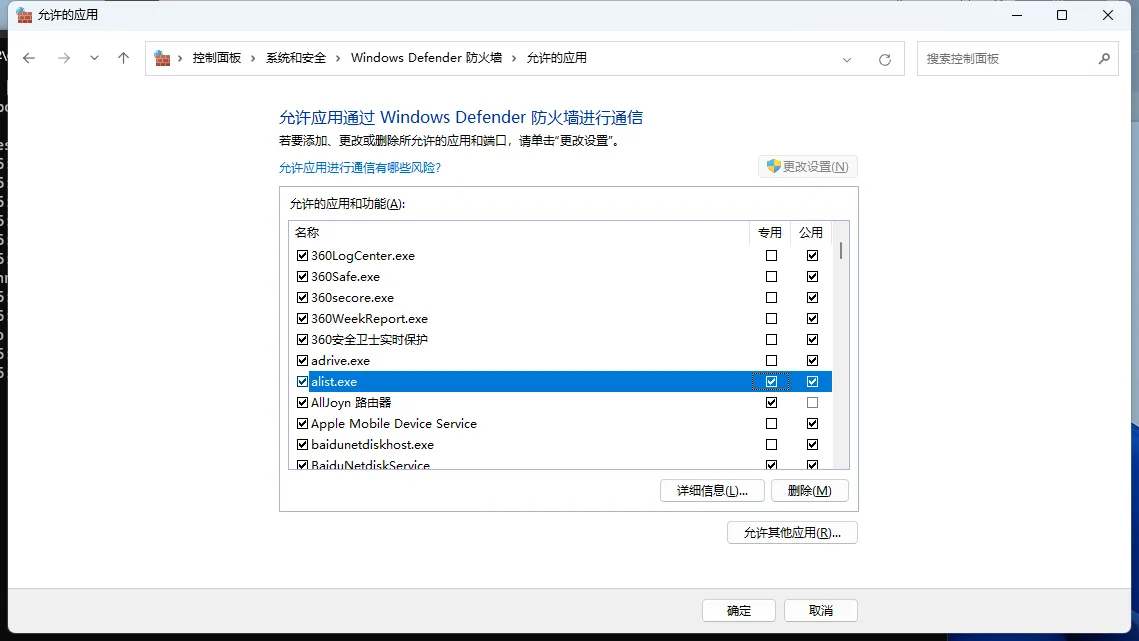 允许的应用
控制面板 › 系统和安全 › Windows Defender 防火墙 › 允许的应用
搜索控制面板
允许应用通过 Windows Defender 防火墙进行通信
若要添加、更改或删除所允许的应用和端口，请单击“更改设置”。
允许应用进行通信有哪些风险?
更改设置(N)
允许的应用和功能(A):
名称 专用 公用
360LogCenter.exe
360Safe.exe
360secore.exe
360WeekReport.exe
360安全卫士实时保护
adrive.exe
alist.exe
AllJoyn 路由器
Apple Mobile Device Service
baidunetdiskhost.exe
BaiduNetdiskService
详细信息(L)... 删除(M)
允许其他应用(R)...
确定 取消